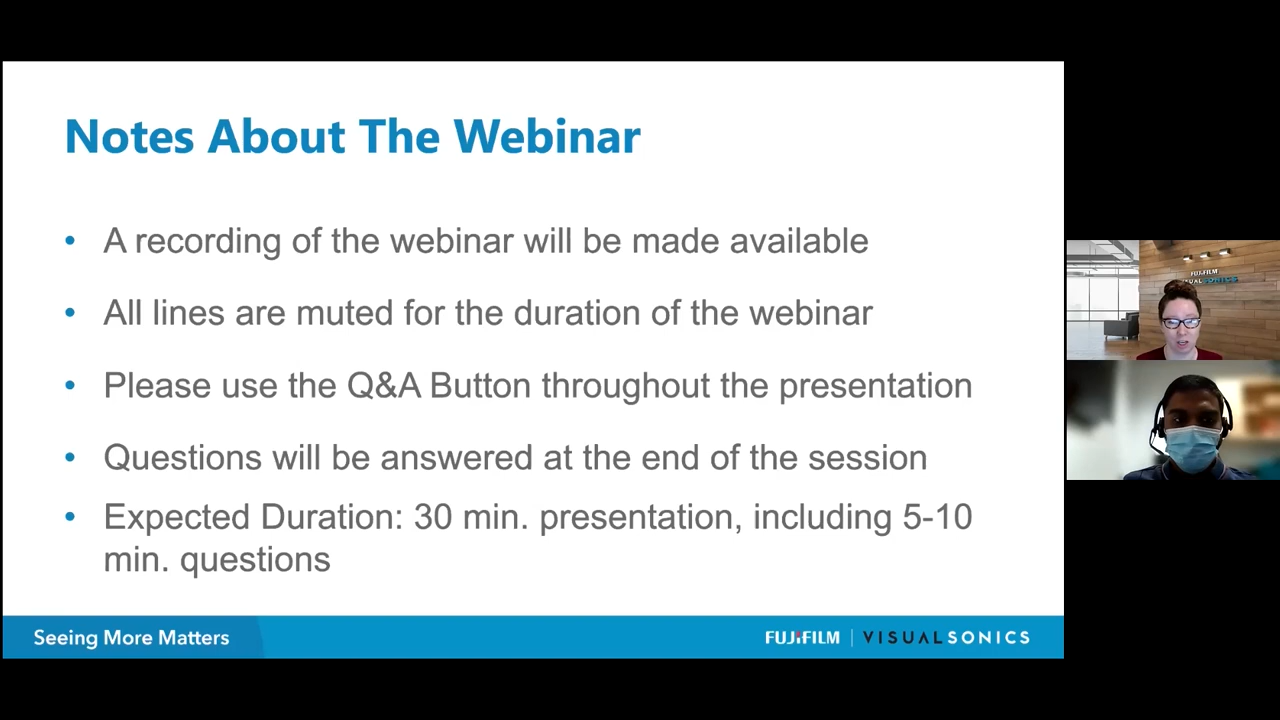 Notes About The Webinar
• A recording of the webinar will be made available
• All lines are muted for the duration of the webinar
• Please use the Q&A Button throughout the presentation
• Questions will be answered at the end of the session
• Expected Duration: 30 min. presentation, including 5-10
min. questions
Seeing More Matters
FUJIFILM | VISUALSONICS
FUJIFILM
SONICS